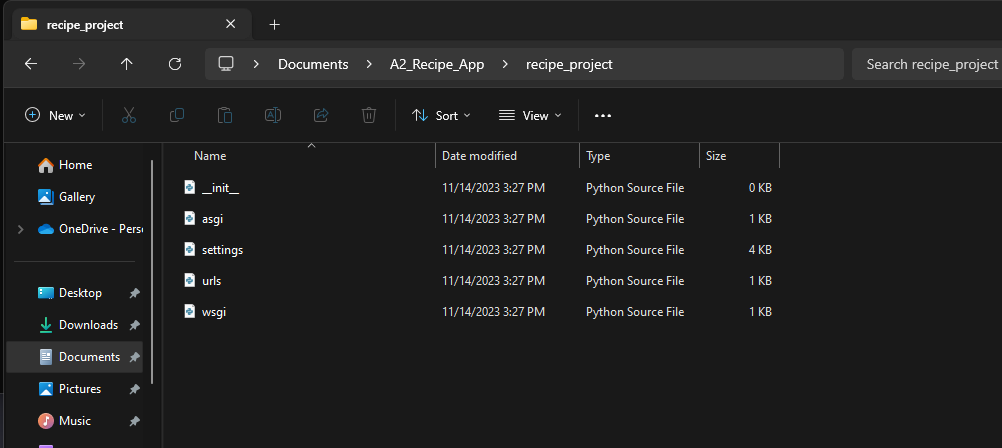 recipe_project
Documents > A2_Recipe_App > recipe_project
Search recipe_project
New Sort View
Name Date modified Type Size
__init__ 11/14/2023 3:27 PM Python Source File 0 KB
asgi 11/14/2023 3:27 PM Python Source File 1 KB
settings 11/14/2023 3:27 PM Python Source File 4 KB
urls 11/14/2023 3:27 PM Python Source File 1 KB
wsgi 11/14/2023 3:27 PM Python Source File 1 KB
Home
Gallery
OneDrive - Pers
Desktop
Downloads
Documents
Pictures
Music